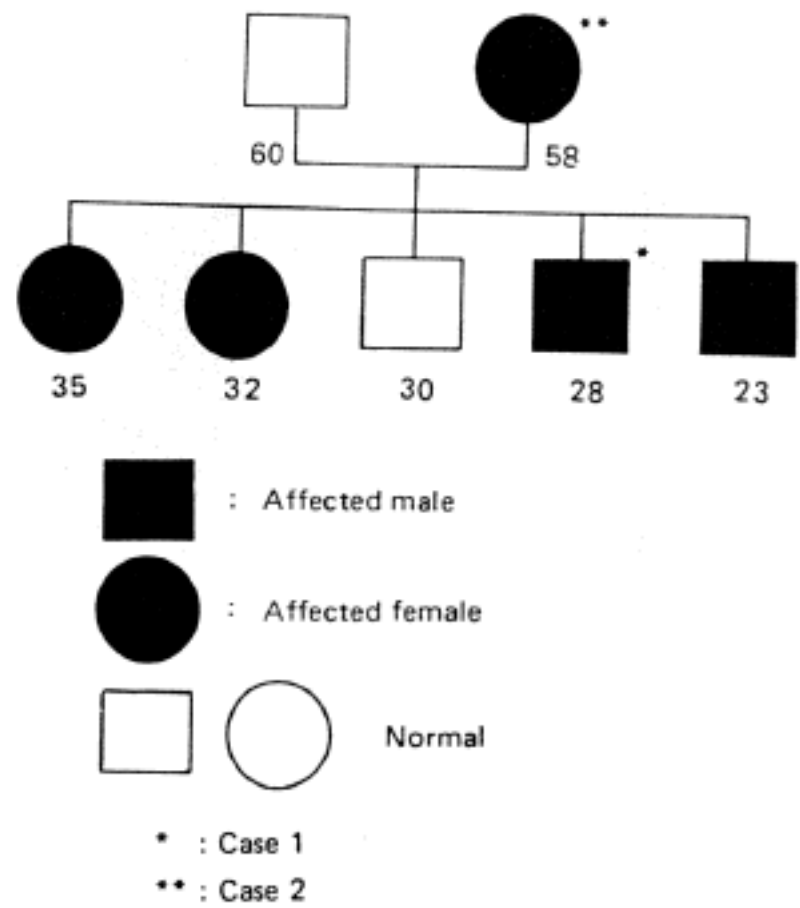 **
60 58
*
35 32 30 28 23
: Affected male
: Affected female
Normal
* : Case 1
** : Case 2